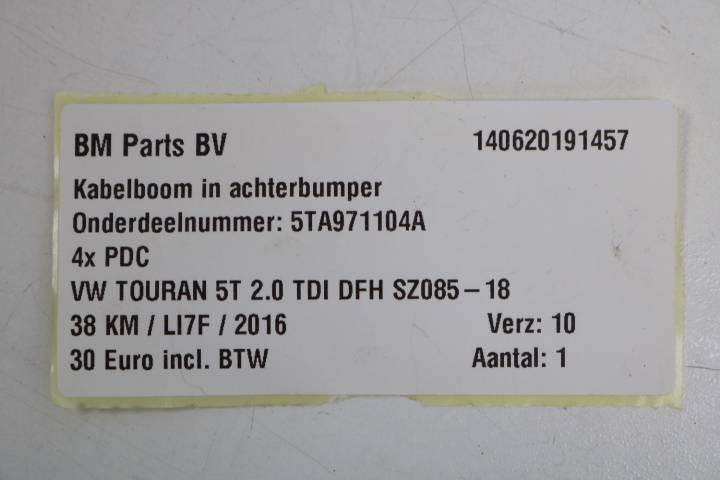 BM Parts BV 140620191457
Kabelboom in achterbumper
Onderdeelnummer: 5TA971104A
4x PDC
VW TOURAN 5T 2.0 TDI DFH SZ085-18
38 KM / LI7F / 2016 Verz: 10
30 Euro incl. BTW Aantal: 1